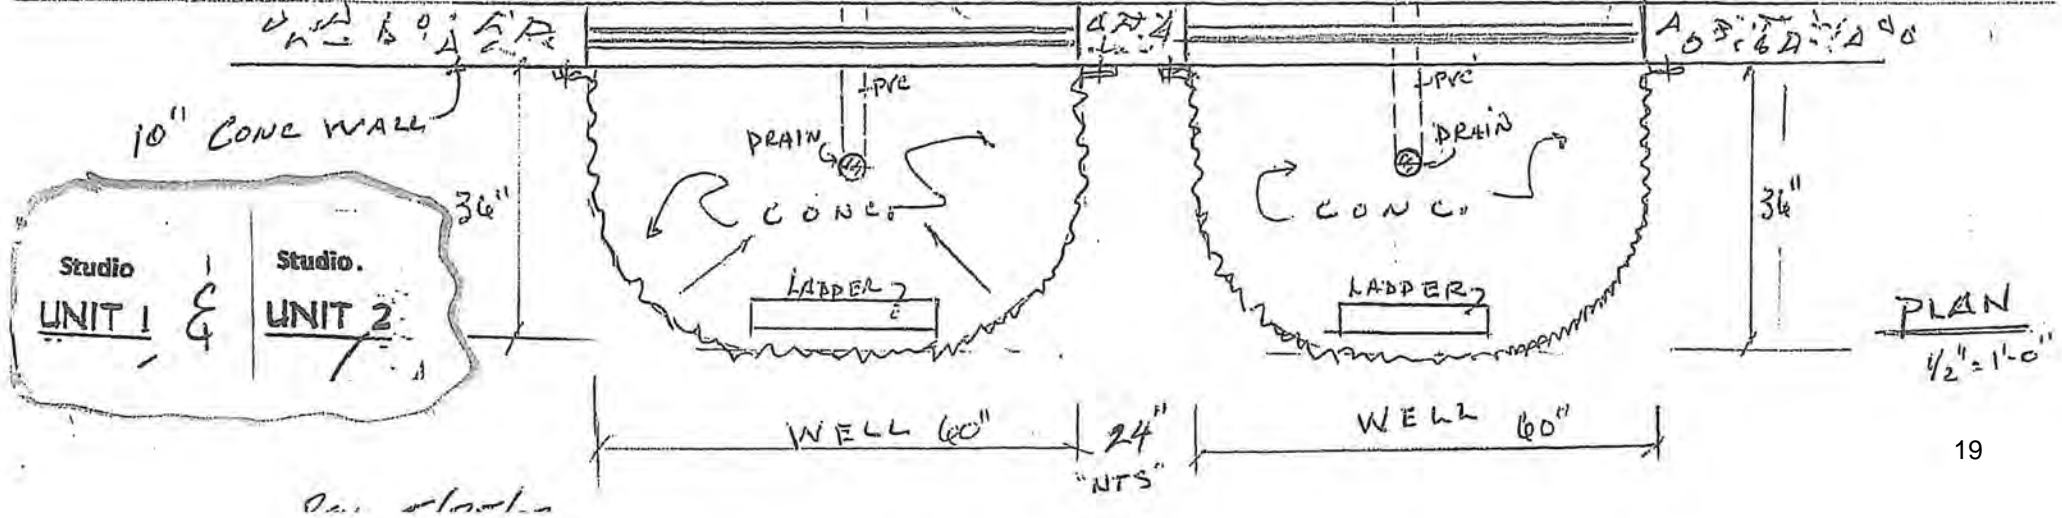 PVC
PVC
10" CONC WALL
DRAIN
DRAIN
36"
CONC.
CONC.
36"
Studio
Studio.
UNIT 1 & UNIT 2
LADDER
LADDER
PLAN
1/2" = 1'-0"
WELL 60"
24"
"NTS"
WELL 60"
19